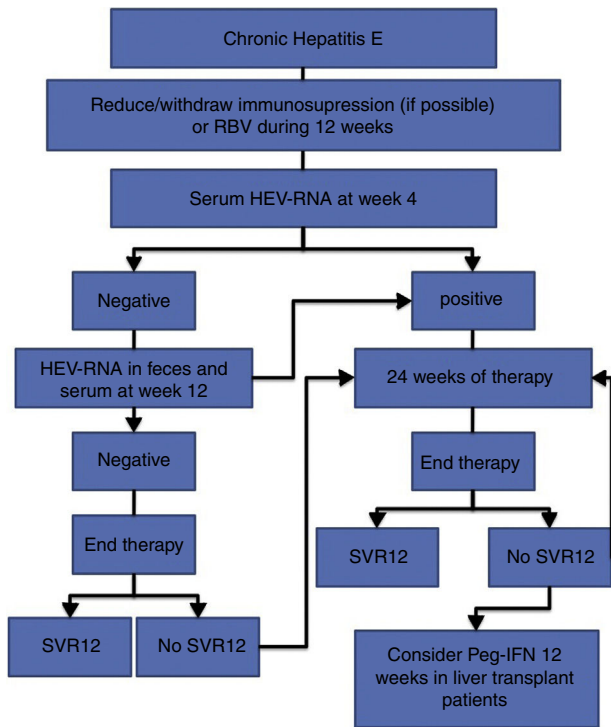 Chronic Hepatitis E
Reduce/withdraw immunosupression (if possible)
or RBV during 12 weeks
Serum HEV-RNA at week 4
Negative
positive
HEV-RNA in feces and
serum at week 12
24 weeks of therapy
Negative
End therapy
End therapy
SVR12
No SVR12
SVR12
No SVR12
Consider Peg-IFN 12
weeks in liver transplant
patients